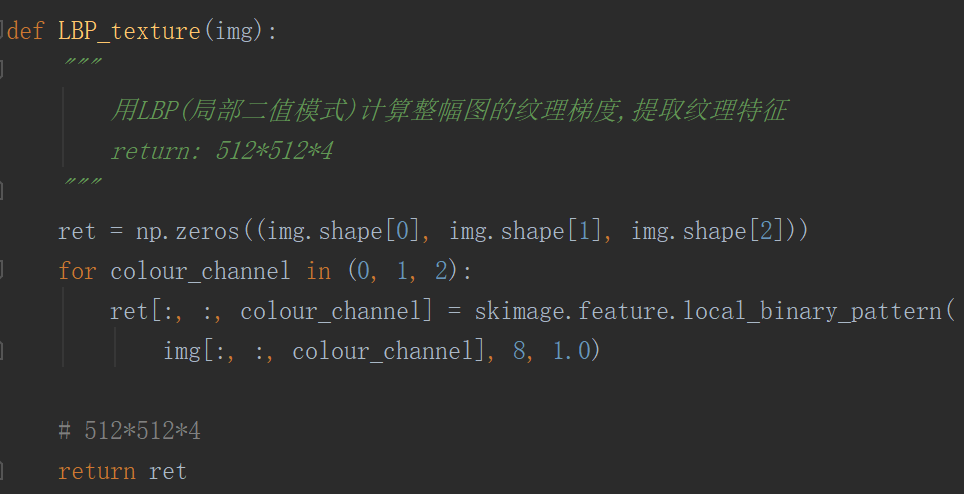 def LBP_texture(img):
"""
用LBP(局部二值模式)计算整幅图的纹理梯度,提取纹理特征
return: 512*512*4
"""
ret = np.zeros((img.shape[0], img.shape[1], img.shape[2]))
for colour_channel in (0, 1, 2):
ret[:, :, colour_channel] = skimage.feature.local_binary_pattern(
img[:, :, colour_channel], 8, 1.0)
# 512*512*4
return ret